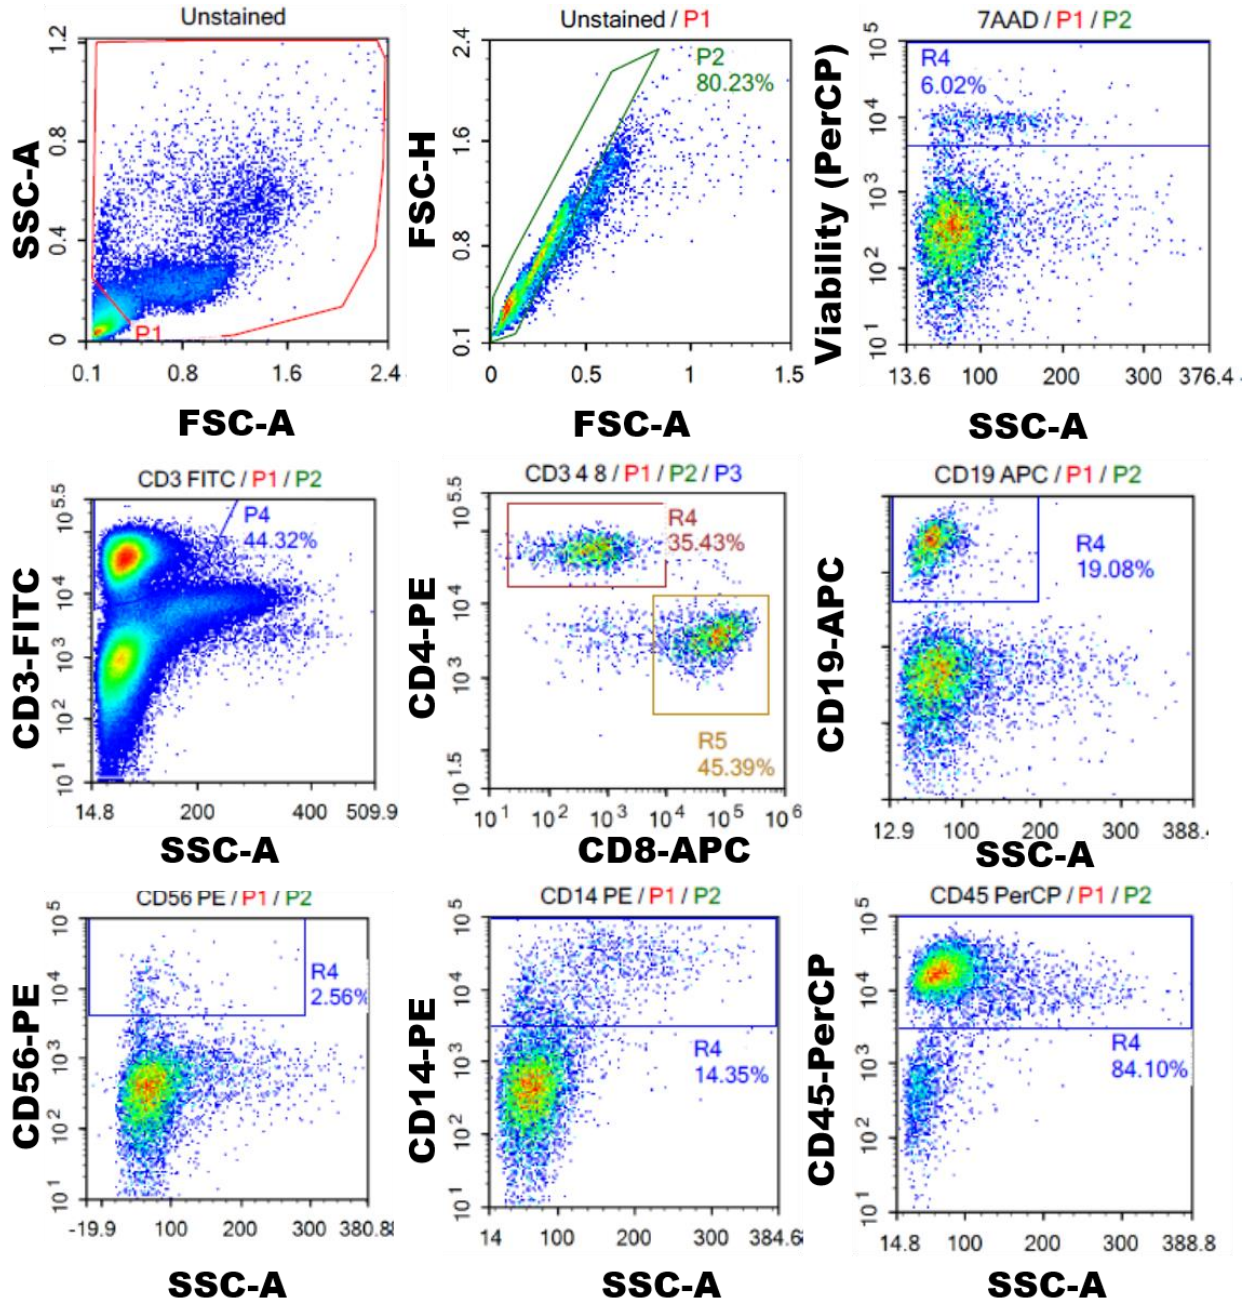 Unstained
SSC-A
1.2
0.8
0.4
0
P1
0.1 0.8 1.6 2.4
FSC-A
Unstained / P1
FSC-H
2.4
1.6
0.8
0.1
P2
80.23%
0 0.5 1 1.5
FSC-A
7AAD / P1 / P2
Viability (PerCP)
10^5
10^4
10^3
10^2
10^1
R4
6.02%
13.6 100 200 300 376.4
SSC-A
CD3 FITC / P1 / P2
CD3-FITC
10^5.5
10^4
10^3
10^2
10^1
P4
44.32%
14.8 200 400 509.9
SSC-A
CD3 4 8 / P1 / P2 / P3
CD4-PE
10^5.5
10^4
10^3
10^1.5
R4
35.43%
R5
45.39%
10^1 10^2 10^3 10^4 10^5 10^6
CD8-APC
CD19 APC / P1 / P2
CD19-APC
R4
19.08%
12.9 100 200 300 388.
SSC-A
CD56 PE / P1 / P2
CD56-PE
10^5
10^4
10^3
10^2
10^1
R4
2.56%
-19.9 100 200 300 380.88
SSC-A
CD14 PE / P1 / P2
CD14-PE
10^5
10^4
10^3
10^2
10^1
R4
14.35%
14 100 200 300 384.68
SSC-A
CD45 PerCP / P1 / P2
CD45-PerCP
10^5
10^4
10^3
10^2
10^1
R4
84.10%
14.8 100 200 300 388.8
SSC-A